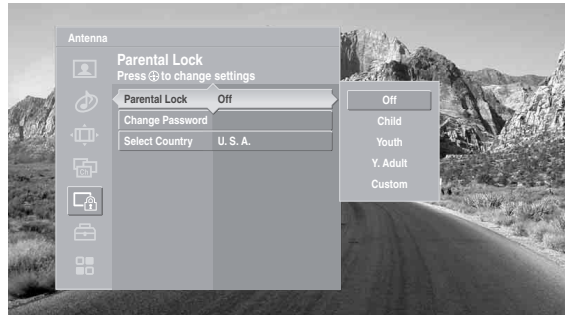 Antenna
Parental Lock
Press to change settings
Parental Lock Off
Change Password
Select Country U. S. A.
Off
Child
Youth
Y. Adult
Custom
Ch